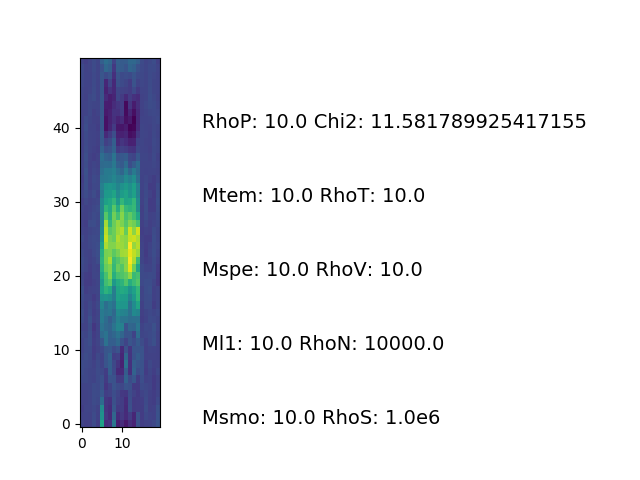 40
RhoP: 10.0 Chi2: 11.581789925417155
30
Mtem: 10.0 RhoT: 10.0
20
Mspe: 10.0 RhoV: 10.0
10
Ml1: 10.0 RhoN: 10000.0
0
Msmo: 10.0 RhoS: 1.0e6
0 10